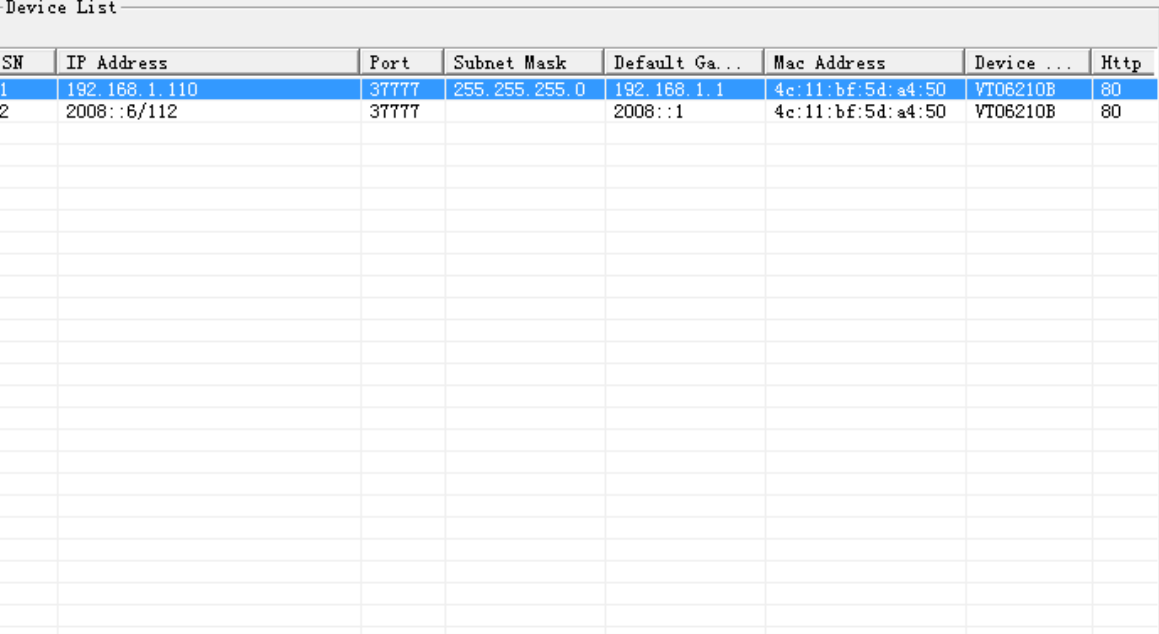 Device List
SN IP Address Port Subnet Mask Default Ga... Mac Address Device ... Http
1 192.168.1.110 37777 255.255.255.0 192.168.1.1 4c:11:bf:5d:a4:50 VTO6210B 80
2 2008::6/112 37777 2008::1 4c:11:bf:5d:a4:50 VTO6210B 80